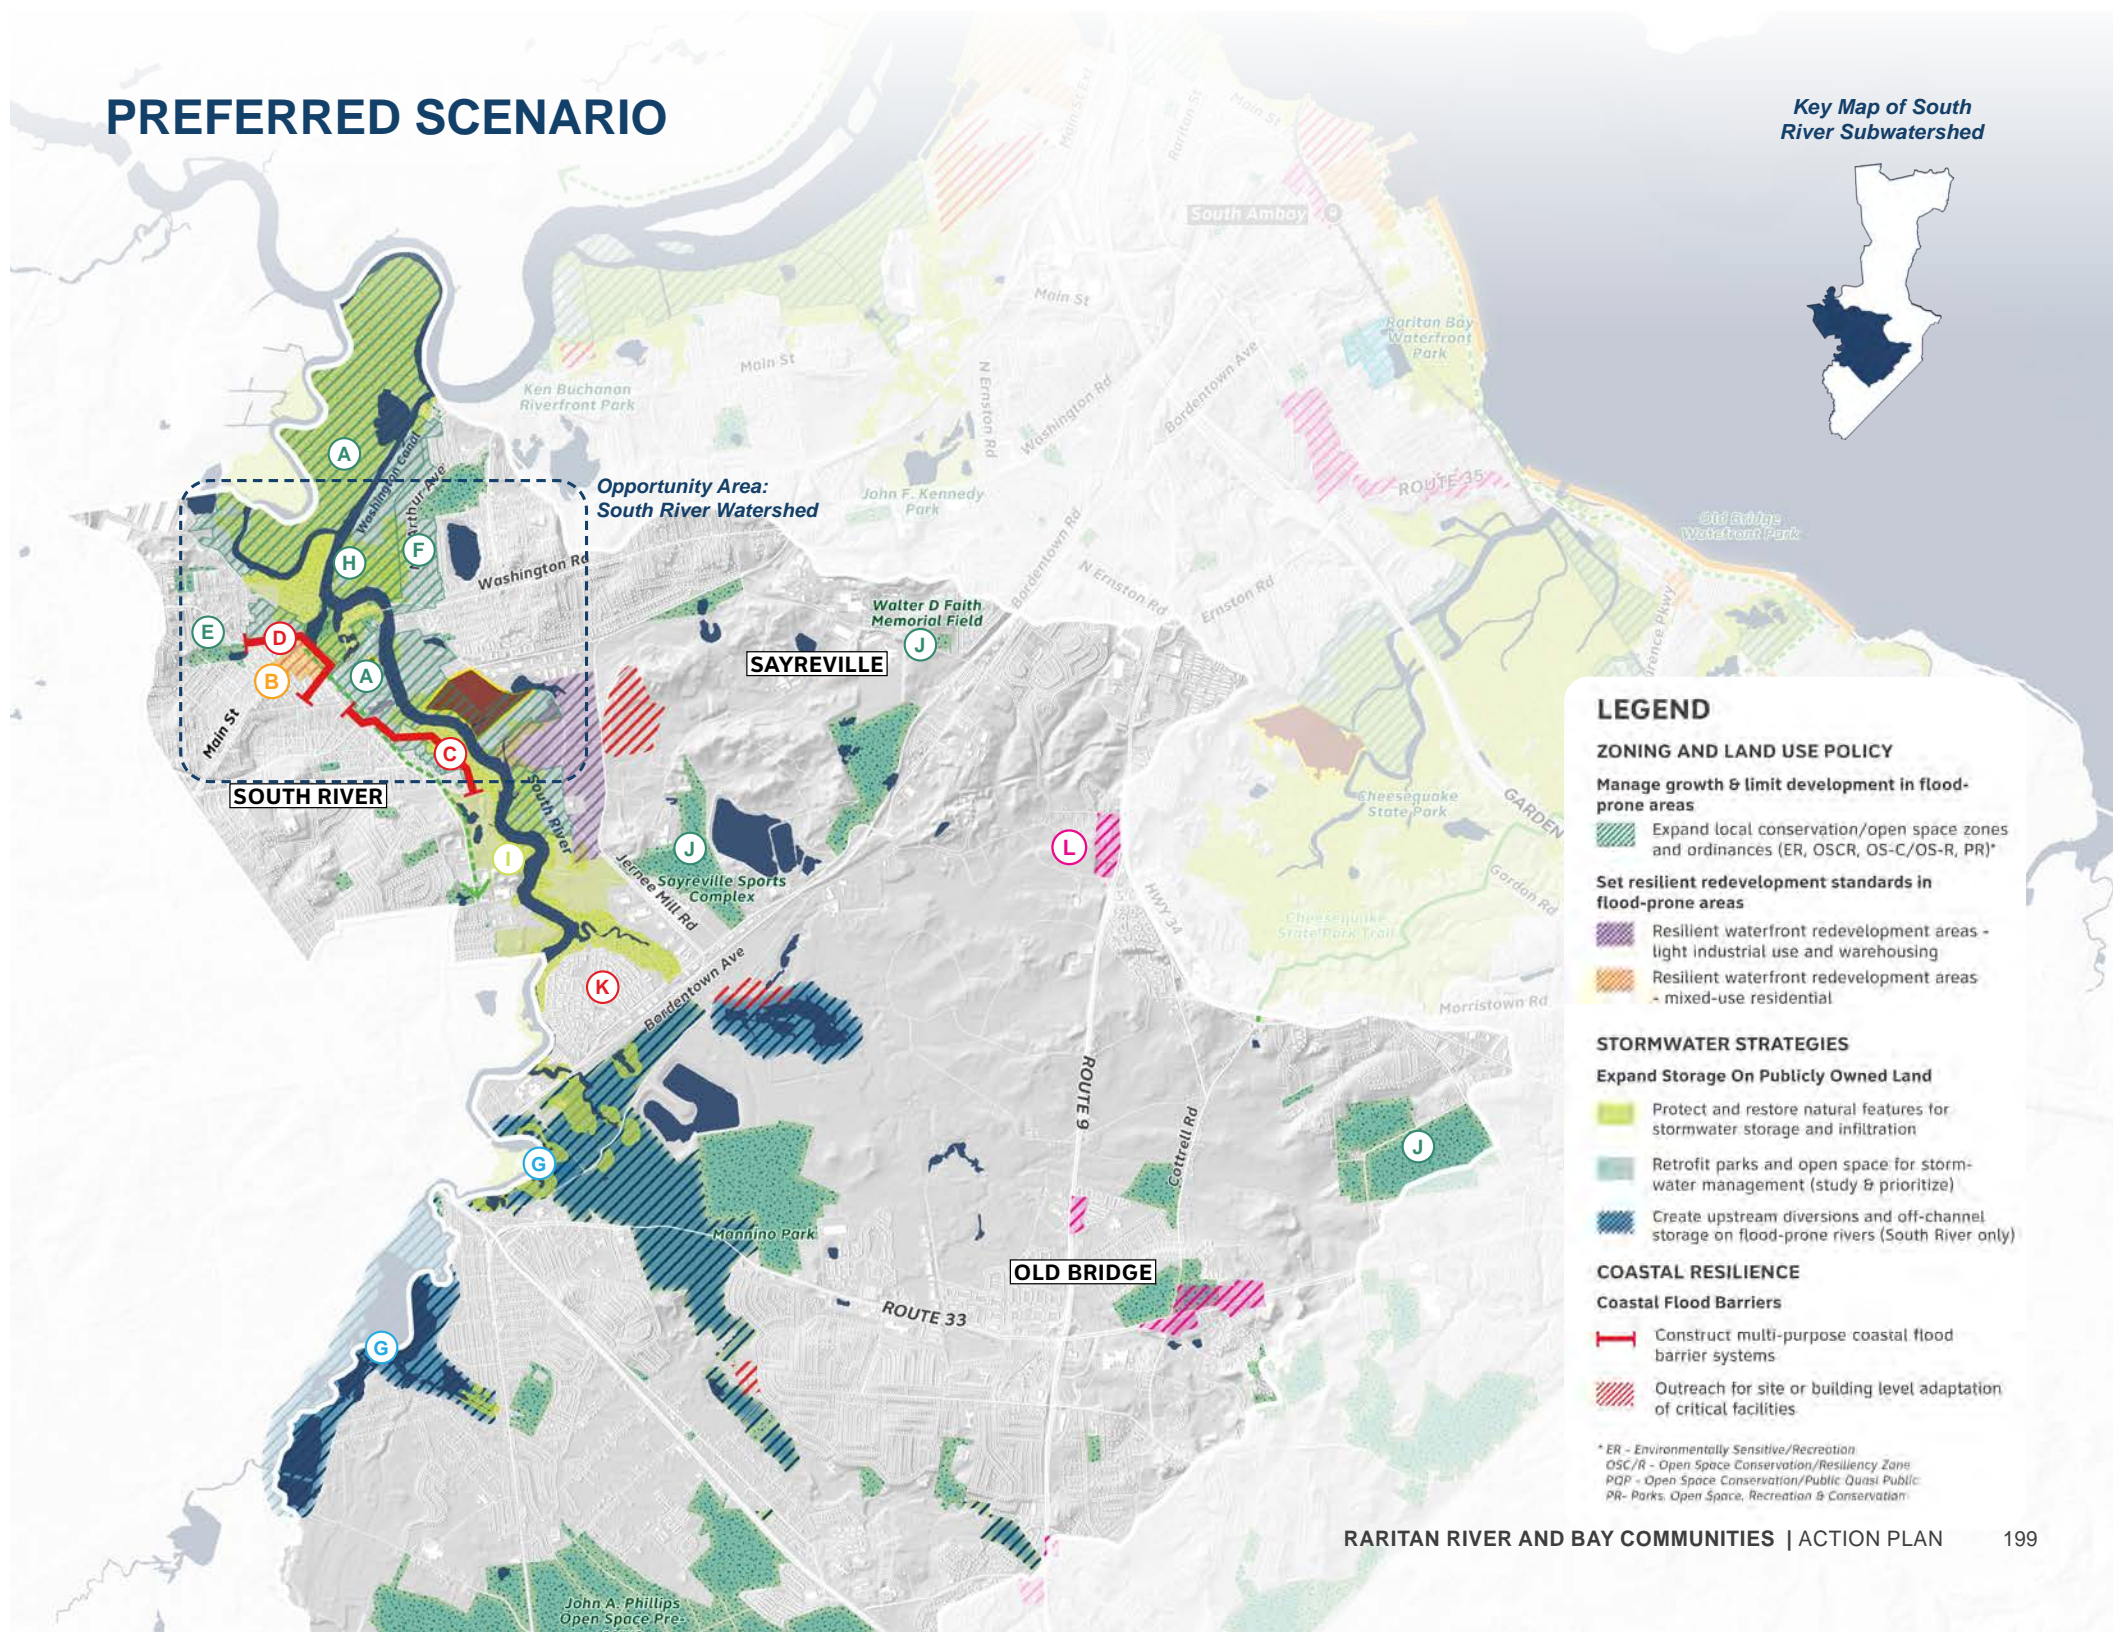 PREFERRED SCENARIO
Key Map of South
River Subwatershed
Main St Ext
Raritan St
Main St
South Amboy
Main St
Raritan Bay
Waterfront
Park
Main St
Ken Buchanan
Riverfront Park
N Ernston Rd
Washington Rd
Bordentown Ave
ROUTE 35
A
Washington Canal
Arthur Ave
Opportunity Area:
South River Watershed
John F. Kennedy
Park
Old Bridge
Watefront Park
Bordentown Rd
F
H
Washington Rd
N Ernston Rd
Ernston Rd
Walter D Faith
Memorial Field
E
D
J
SAYREVILLE
B
A
Main St
C
SOUTH RIVER
South River
Cheesequake
State Park
GARDEN
L
I
J
Jernee Mill Rd
Sayreville Sports
Complex
HWY 34
Gordon Rd
Cheesequake
State Park Trail
K
Bordentown Ave
Morristown Rd
ROUTE 9
Cottrell Rd
J
G
Mannino Park
OLD BRIDGE
ROUTE 33
G
John A. Phillips
Open Space Pre-
LEGEND
ZONING AND LAND USE POLICY
Manage growth & limit development in flood-
prone areas
Expand local conservation/open space zones
and ordinances (ER, OSCR, OS-C/OS-R, PR)*
Set resilient redevelopment standards in
flood-prone areas
Resilient waterfront redevelopment areas -
light industrial use and warehousing
Resilient waterfront redevelopment areas
- mixed-use residential
STORMWATER STRATEGIES
Expand Storage On Publicly Owned Land
Protect and restore natural features for
stormwater storage and infiltration
Retrofit parks and open space for storm-
water management (study & prioritize)
Create upstream diversions and off-channel
storage on flood-prone rivers (South River only)
COASTAL RESILIENCE
Coastal Flood Barriers
Construct multi-purpose coastal flood
barrier systems
Outreach for site or building level adaptation
of critical facilities
* ER - Environmentally Sensitive/Recreation
OSC/R - Open Space Conservation/Resiliency Zone
PQP - Open Space Conservation/Public Quasi Public
PR- Parks, Open Space, Recreation & Conservation
RARITAN RIVER AND BAY COMMUNITIES | ACTION PLAN 199